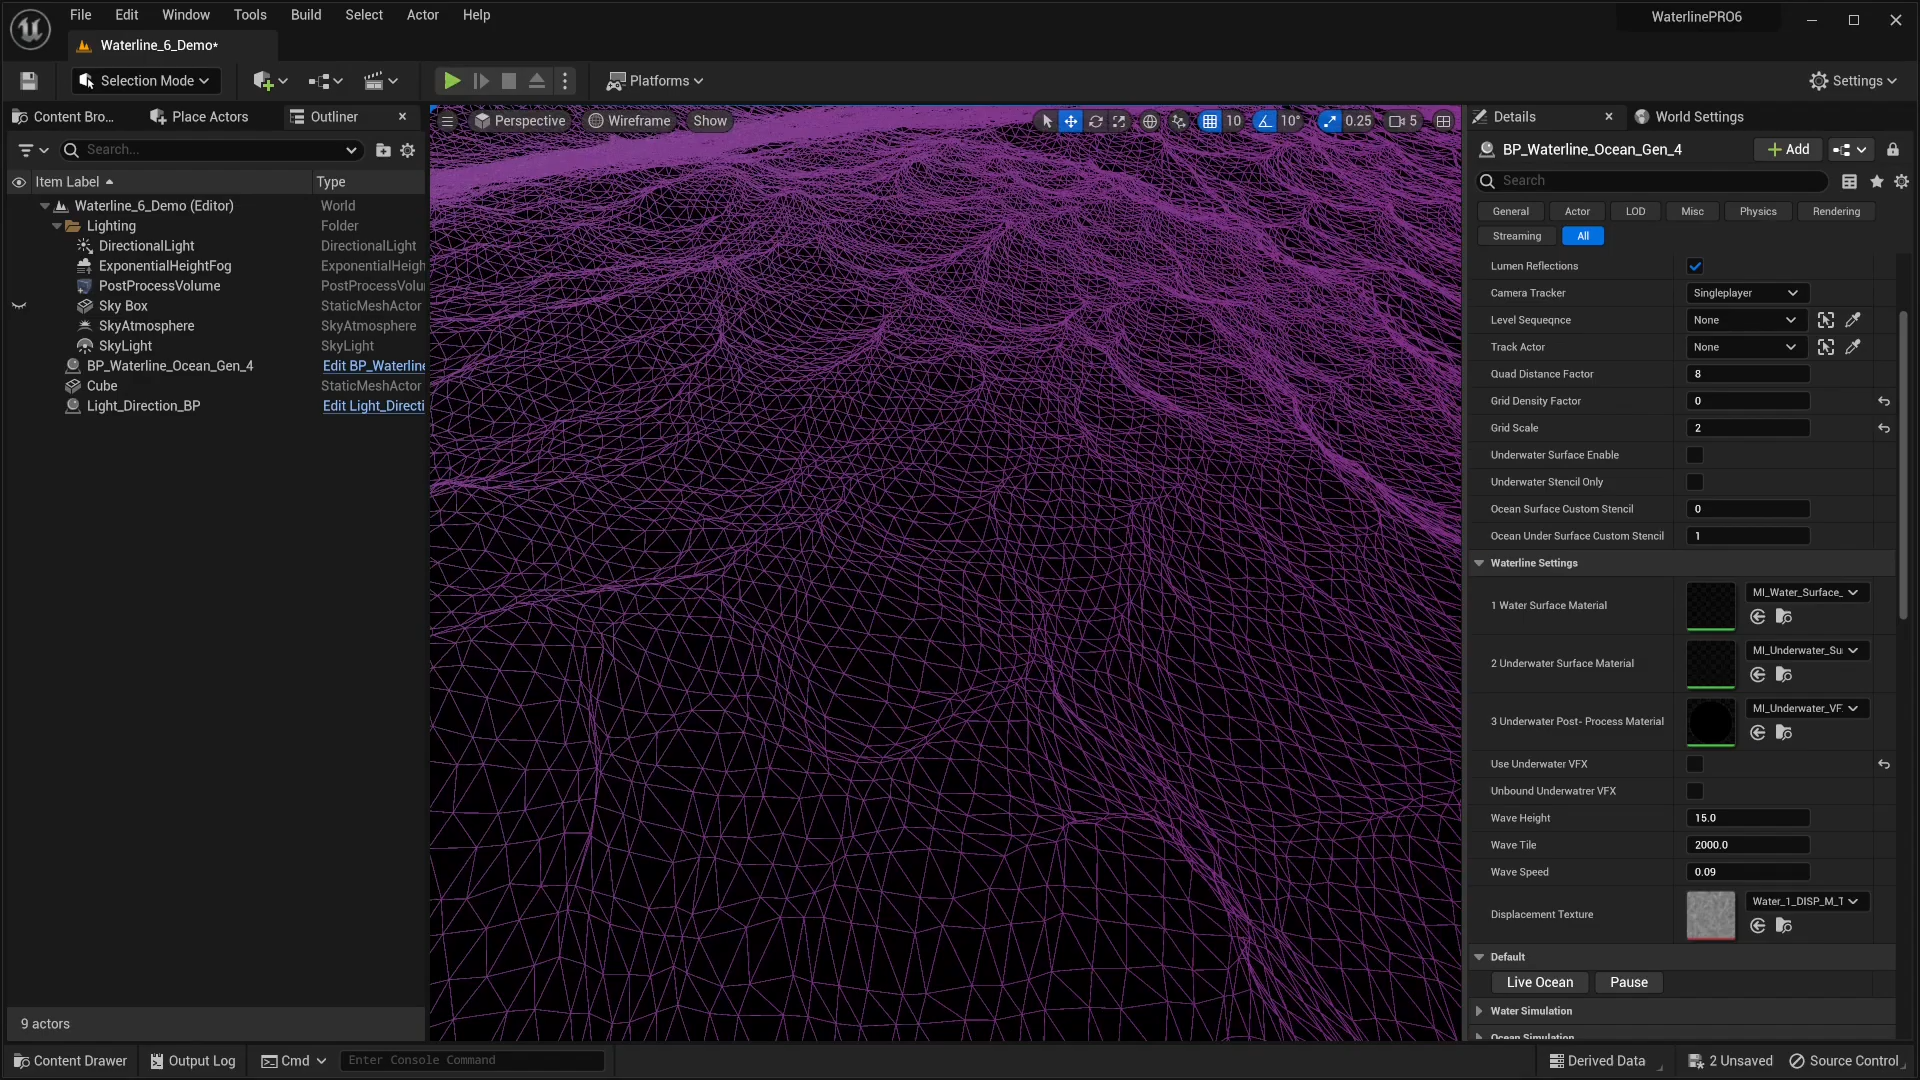 File Edit Window Tools Build Select Actor Help
WaterlinePRO6
Waterline_6_Demo*
Selection Mode
Platforms
Settings
Content Bro...
Place Actors
Outliner
Search...
Item Label
Type
Waterline_6_Demo (Editor) World
Lighting Folder
DirectionalLight DirectionalLight
ExponentialHeightFog ExponentialHeigh
PostProcessVolume PostProcessVolu
Sky Box StaticMeshActor
SkyAtmosphere SkyAtmosphere
SkyLight SkyLight
BP_Waterline_Ocean_Gen_4 Edit BP_Waterline
Cube StaticMeshActor
Light_Direction_BP Edit Light_Directi
9 actors
Perspective Wireframe Show 10 10° 0.25 5
Details
World Settings
BP_Waterline_Ocean_Gen_4
Add
Search
General Actor LOD Misc Physics Rendering
Streaming All
Lumen Reflections
Camera Tracker Singleplayer
Level Sequeqnce None
Track Actor None
Quad Distance Factor 8
Grid Density Factor 0
Grid Scale 2
Underwater Surface Enable
Underwater Stencil Only
Ocean Surface Custom Stencil 0
Ocean Under Surface Custom Stencil 1
Waterline Settings
1 Water Surface Material MI_Water_Surface_
2 Underwater Surface Material MI_Underwater_Su
3 Underwater Post- Process Material MI_Underwater_VF
Use Underwater VFX
Unbound Underwatrer VFX
Wave Height 15.0
Wave Tile 2000.0
Wave Speed 0.09
Displacement Texture Water_1_DISP_M_T
Default
Live Ocean Pause
Water Simulation
Ocean Simulation
Content Drawer
Output Log
Cmd
Enter Console Command
Derived Data
2 Unsaved
Source Control